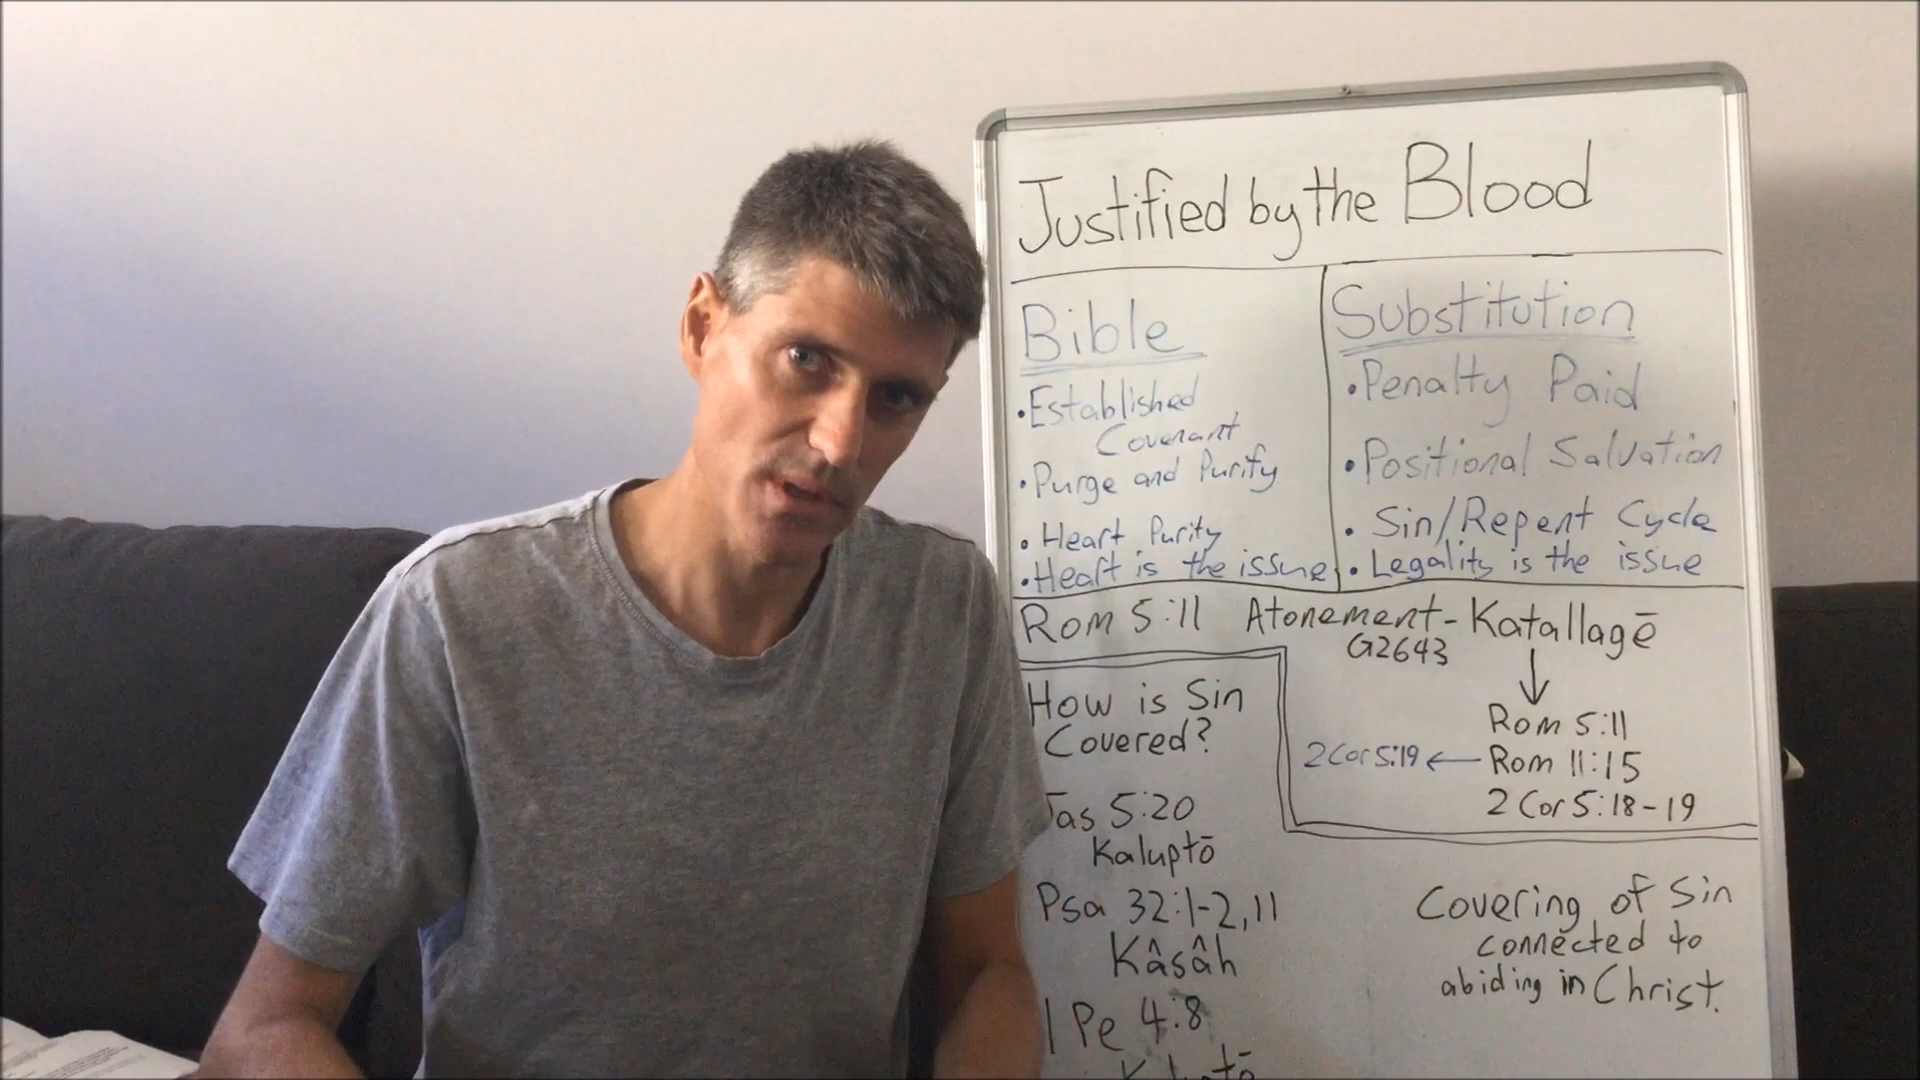 Justified by the Blood
Bible
• Established
Covenant
• Purge and Purify
• Heart Purity
• Heart is the issue
Substitution
• Penalty Paid
• Positional Salvation
• Sin/Repent Cycle
• Legality is the issue
Rom 5:11 Atonement - Katallagē
G2643
Rom 5:11
2 Cor 5:19 ← Rom 11:15
2 Cor 5:18-19
How is Sin
Covered?
Jas 5:20
Kaluptō
Psa 32:1-2, 11
Kâsâh
1 Pe 4:8
Kaluptō
Covering of Sin
connected to
abiding in Christ.